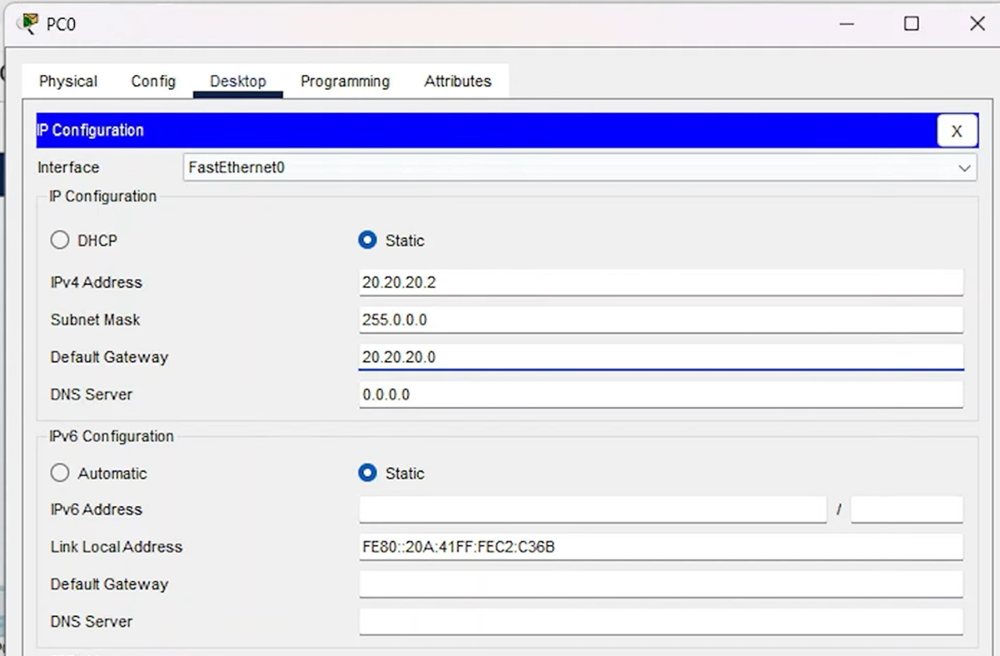 PC0
Physical Config Desktop Programming Attributes
IP Configuration X
Interface FastEthernet0
IP Configuration
DHCP Static
IPv4 Address 20.20.20.2
Subnet Mask 255.0.0.0
Default Gateway 20.20.20.0
DNS Server 0.0.0.0
IPv6 Configuration
Automatic Static
IPv6 Address /
Link Local Address FE80::20A:41FF:FEC2:C36B
Default Gateway
DNS Server